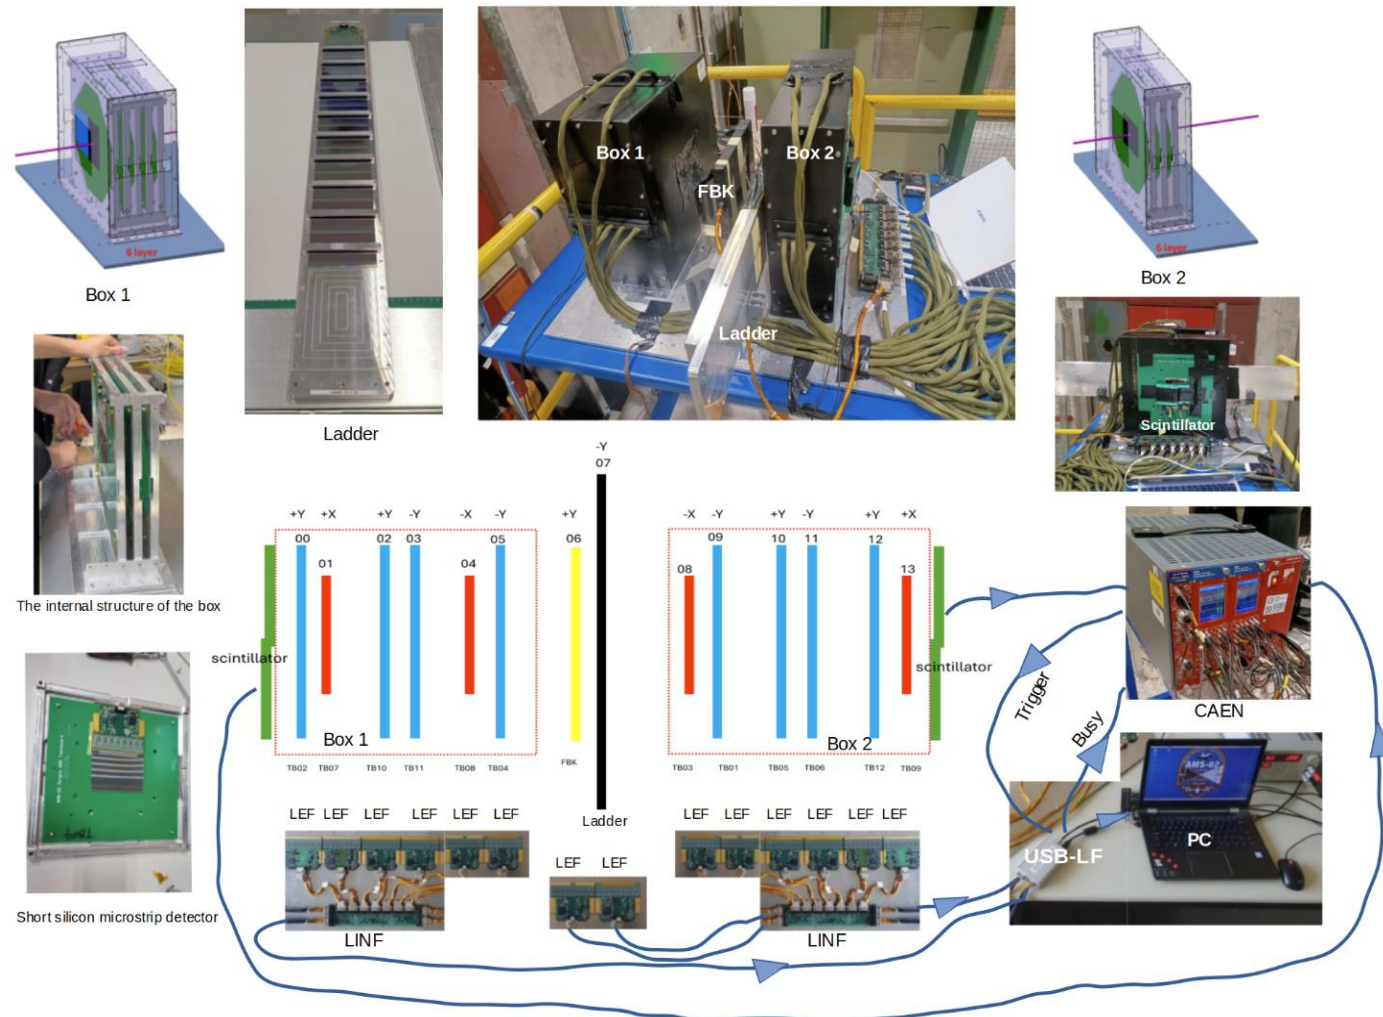 6 layer
Box 1
Ladder
Box 1
FBK
Box 2
Ladder
6 layer
Box 2
Scintillator
The internal structure of the box
Short silicon microstrip detector
-Y
07
+Y +X +Y -Y -X -Y +Y -X -Y +Y -Y +Y +X
00 01 02 03 04 05 06 08 09 10 11 12 13
scintillator
scintillator
Box 1
Box 2
TB02 TB07 TB10 TB11 TB08 TB04 FBK TB03 TB01 TB05 TB06 TB12 TB09
Ladder
LEF LEF LEF LEF LEF LEF
LEF LEF
LEF LEF LEF LEF LEF LEF
LINF
LINF
CAEN
Trigger
Busy
AMS-02
PC
USB-LF